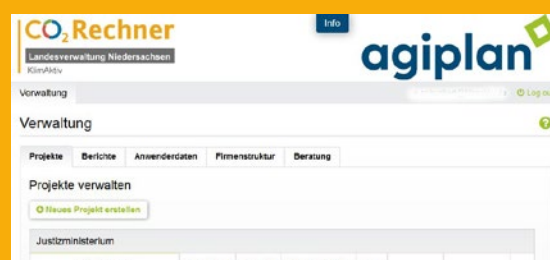 CO2 Rechner
Info
Landesverwaltung Niedersachsen
KlimAktiv
agiplan
Verwaltung
Log ou
Verwaltung
?
Projekte Berichte Anwenderdaten Firmenstruktur Beratung
Projekte verwalten
Neues Projekt erstellen
Justizministerium